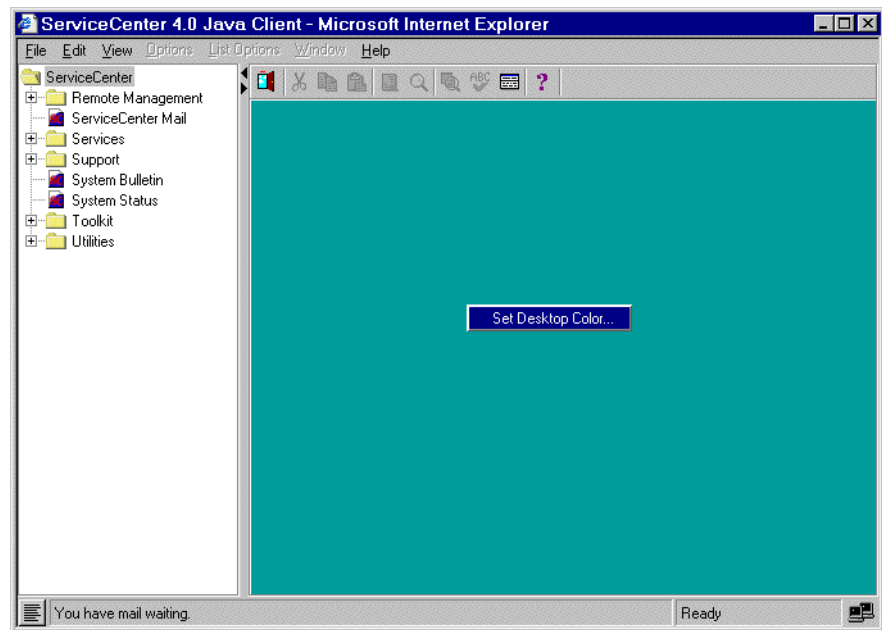 ServiceCenter 4.0 Java Client - Microsoft Internet Explorer
File Edit View Options List Options Window Help
ServiceCenter
Remote Management
ServiceCenter Mail
Services
Support
System Bulletin
System Status
Toolkit
Utilities
ABC
?
Set Desktop Color...
You have mail waiting.
Ready